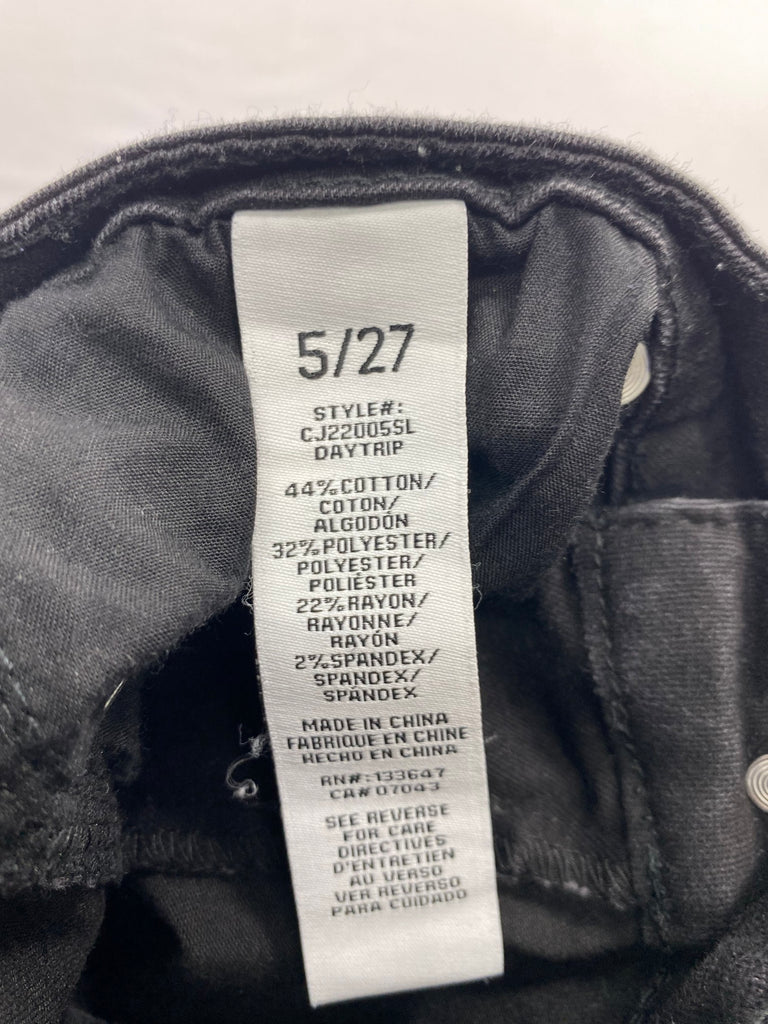 5/27
STYLE#:
CJ22005SL
DAYTRIP
44% COTTON/
COTON/
ALGODÓN
32% POLYESTER/
POLYESTER/
POLIÉSTER
22% RAYON/
RAYONNE/
RAYÓN
2% SPANDEX/
SPANDEX/
SPANDEX
MADE IN CHINA
FABRIQUE EN CHINE
HECHO EN CHINA
RN#:133647
CA# 07043
SEE REVERSE
FOR CARE
DIRECTIVES
D'ENTRETIEN
AU VERSO
VER REVERSO
PARA CUIDADO